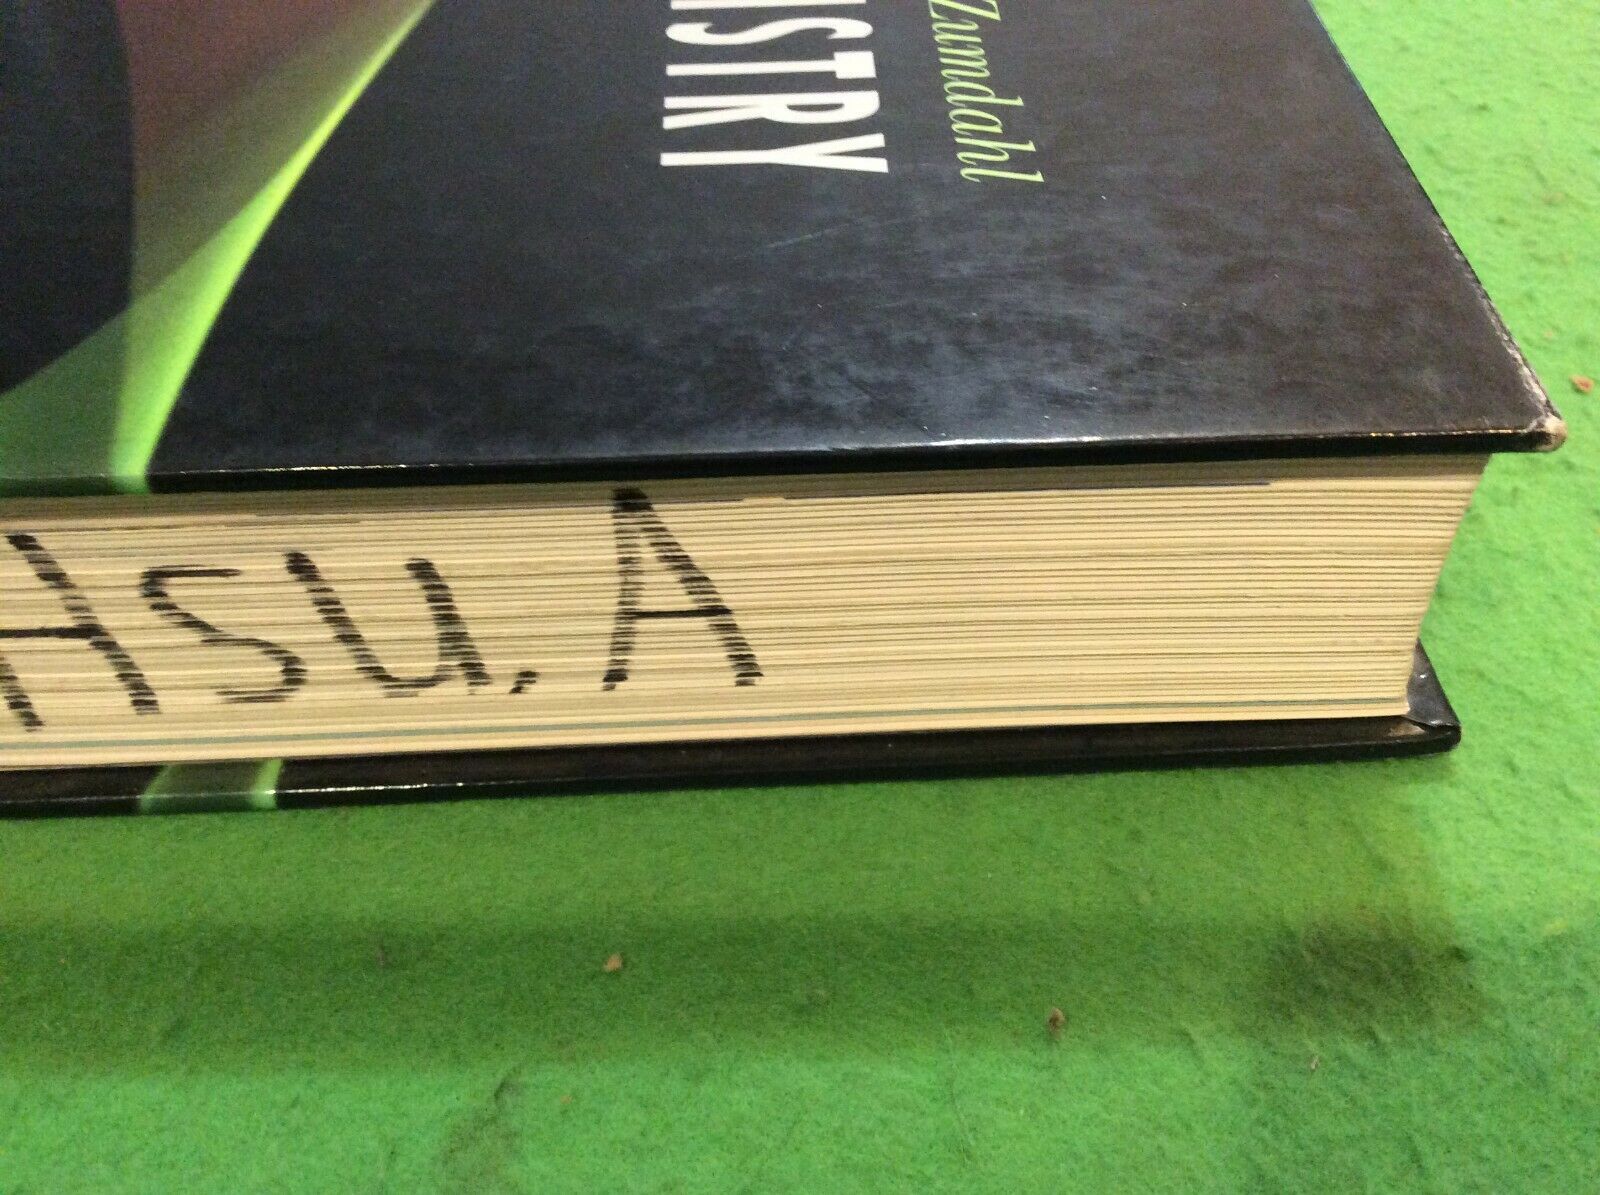 Zumdahl
ISTRY
Hsu, A